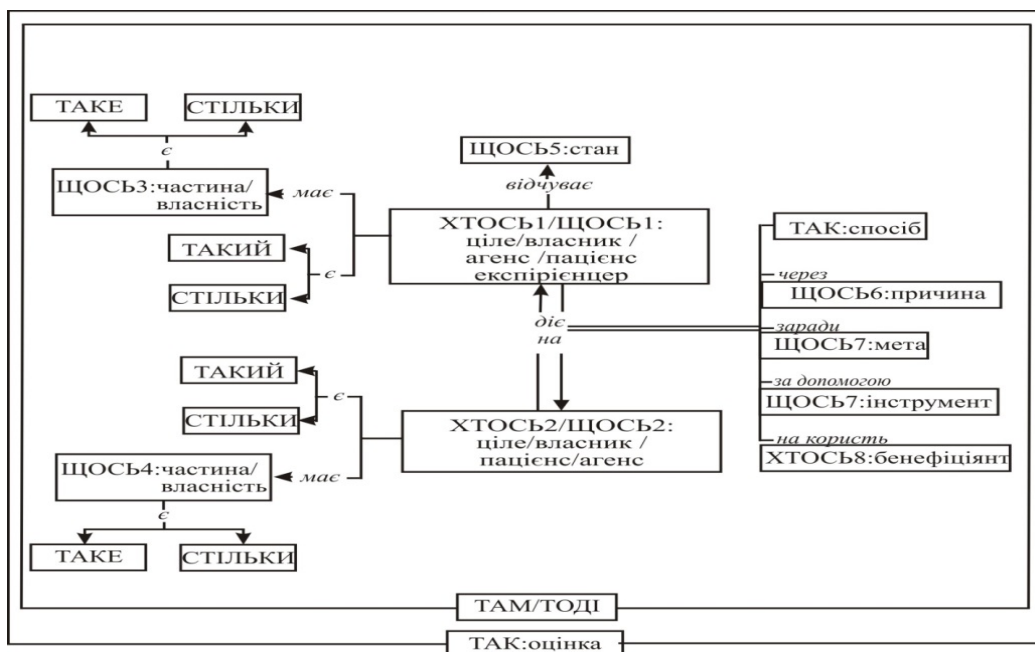 ТАКЕ
СТІЛЬКИ
є
ЩОСЬ3:частина/
власність
має
ТАКИЙ
є
СТІЛЬКИ
ЩОСЬ5:стан
відчуває
ХТОСЬ1/ЩОСЬ1:
ціле/власник /
агенс /пацієнс
експірієнцер
діє
на
ТАК:спосіб
через
ЩОСЬ6:причина
заради
ЩОСЬ7:мета
за допомогою
ЩОСЬ7:інструмент
на користь
ХТОСЬ8:бенефіціянт
ТАКИЙ
є
СТІЛЬКИ
ХТОСЬ2/ЩОСЬ2:
ціле/власник /
пацієнс/агенс
ЩОСЬ4:частина/
власність
має
є
ТАКЕ
СТІЛЬКИ
ТАМ/ТОДІ
ТАК:оцінка